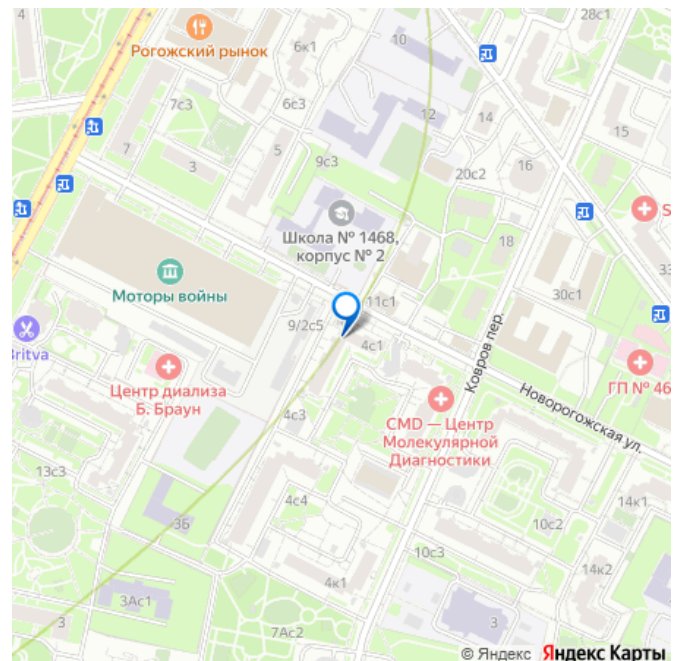 4
28с1
Рогожский рынок
6к1
10
7с3
6с3
12
14
15
7
3
5
9с3
20с2
16
Школа № 1468,
корпус № 2
18
S
33
Моторы войны
30с1
11с1
9/2с5
4с1
Britva
Ковров пер.
ГП № 46
Центр диализа
Б. Браун
Новорогожская ул.
CMD — Центр
Молекулярной
Диагностики
4с3
13с3
4с4
14к1
3Б
10с2
10с3
14к2
4к1
3Ас1
3
7Ас2
3
© Яндекс Яндекс Карты